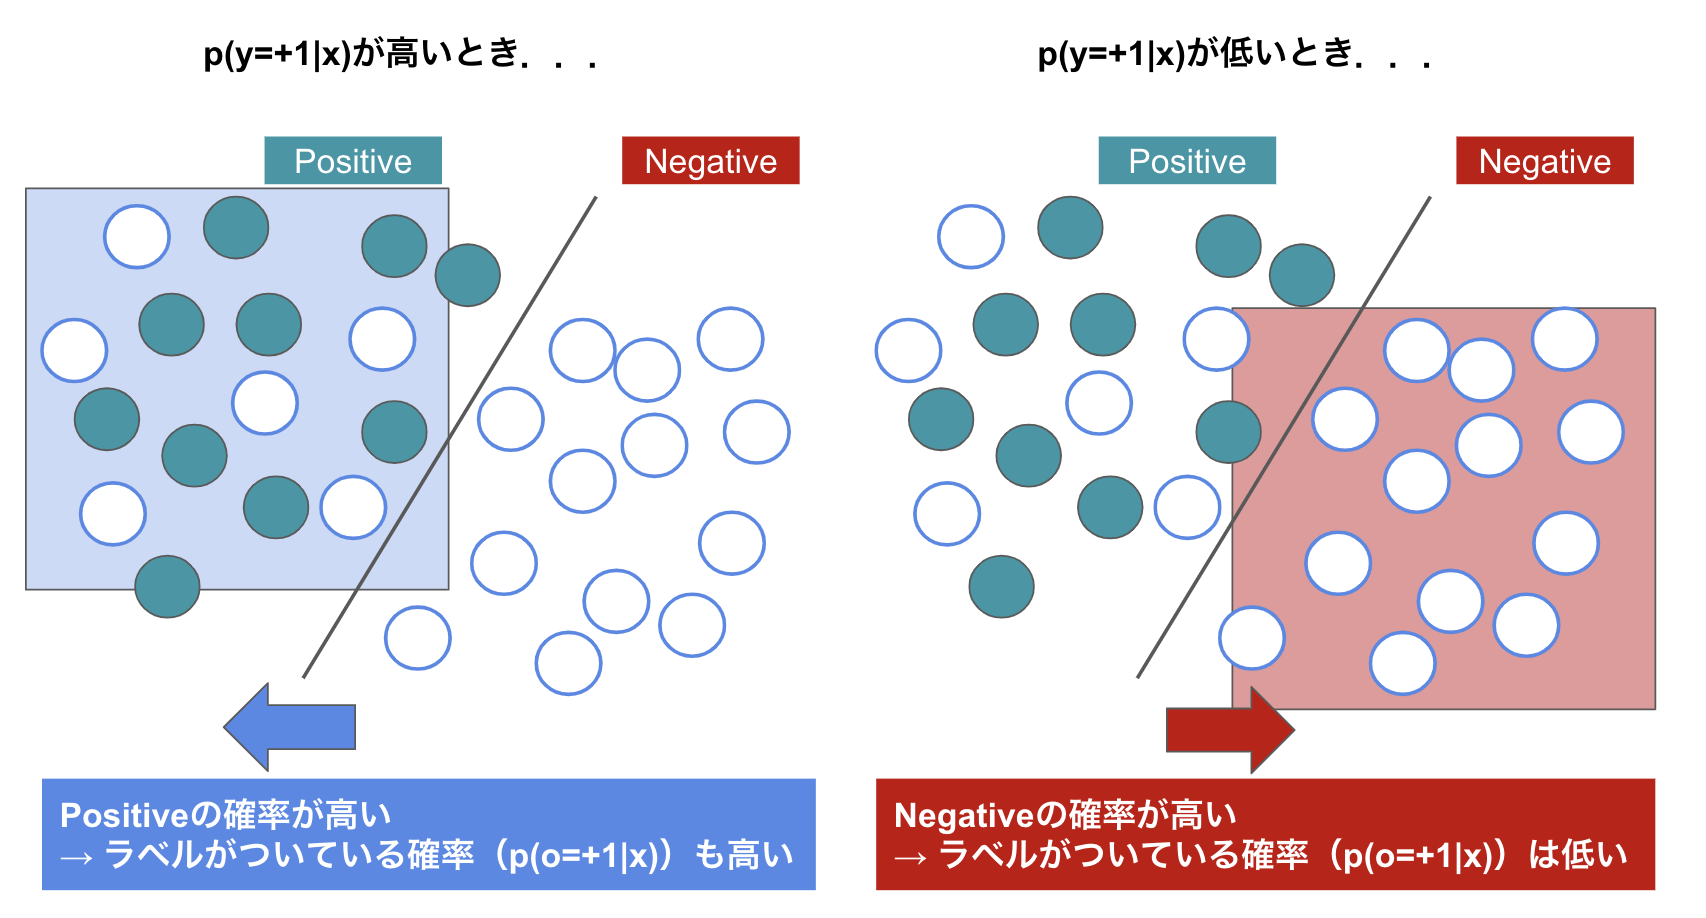 p(y=+1|x)が高いとき．．．
Positive
Negative
Positiveの確率が高い
→ ラベルがついている確率（p(o=+1|x)）も高い
p(y=+1|x)が低いとき．．．
Positive
Negative
Negativeの確率が高い
→ ラベルがついている確率（p(o=+1|x)）は低い